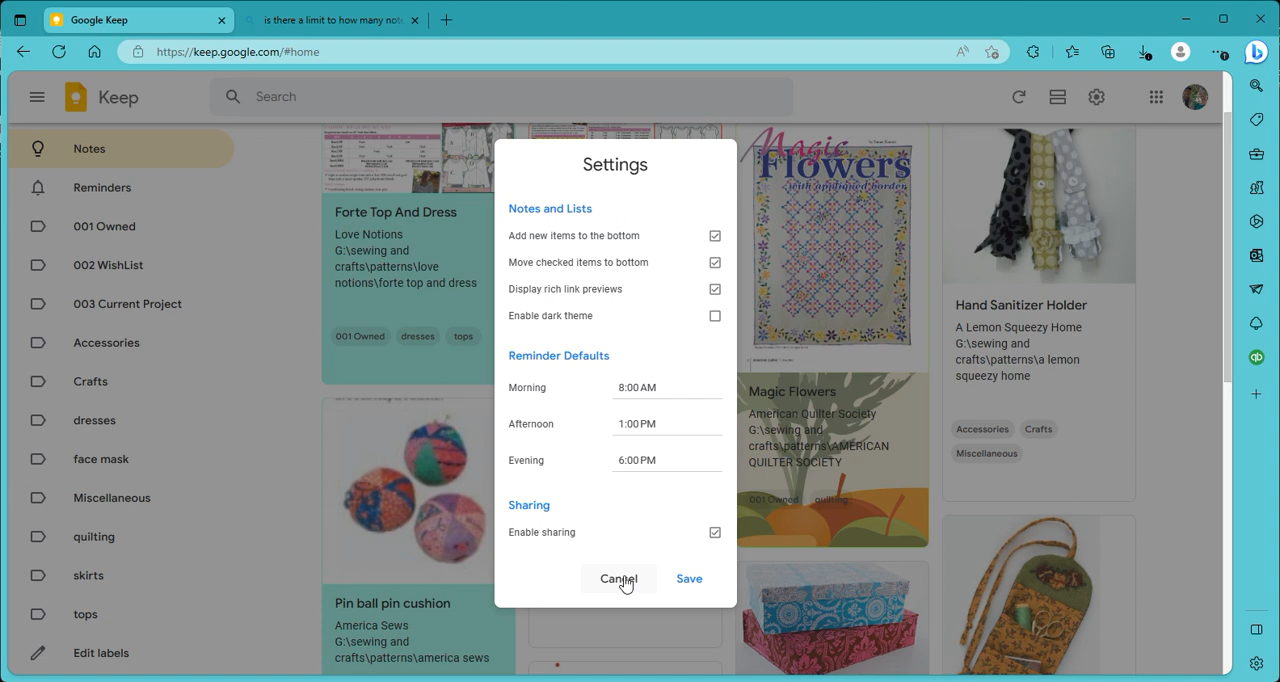 Google Keep
is there a limit to how many not
https://keep.google.com/#home
Keep
Search
Notes
Reminders
001 Owned
002 WishList
003 Current Project
Accessories
Crafts
dresses
face mask
Miscellaneous
quilting
skirts
tops
Edit labels
Forte Top And Dress
Love Notions
G:\sewing and
crafts\patterns\love
notions\forte top and dress
001 Owned
dresses
tops
Pin ball pin cushion
America Sews
G:\sewing and
crafts\patterns\america sews
Settings
Notes and Lists
Add new items to the bottom
Move checked items to bottom
Display rich link previews
Enable dark theme
Reminder Defaults
Morning
8:00 AM
Afternoon
1:00 PM
Evening
6:00 PM
Sharing
Enable sharing
Cancel
Save
Magic
Flowers
with appliqued border
Magic Flowers
American Quilter Society
G:\sewing and
crafts\patterns\AMERICAN
QUILTER SOCIETY
001 Owned
quilting
Hand Sanitizer Holder
A Lemon Squeezy Home
G:\sewing and
crafts\patterns\a lemon
squeezy home
Accessories
Crafts
Miscellaneous
qb